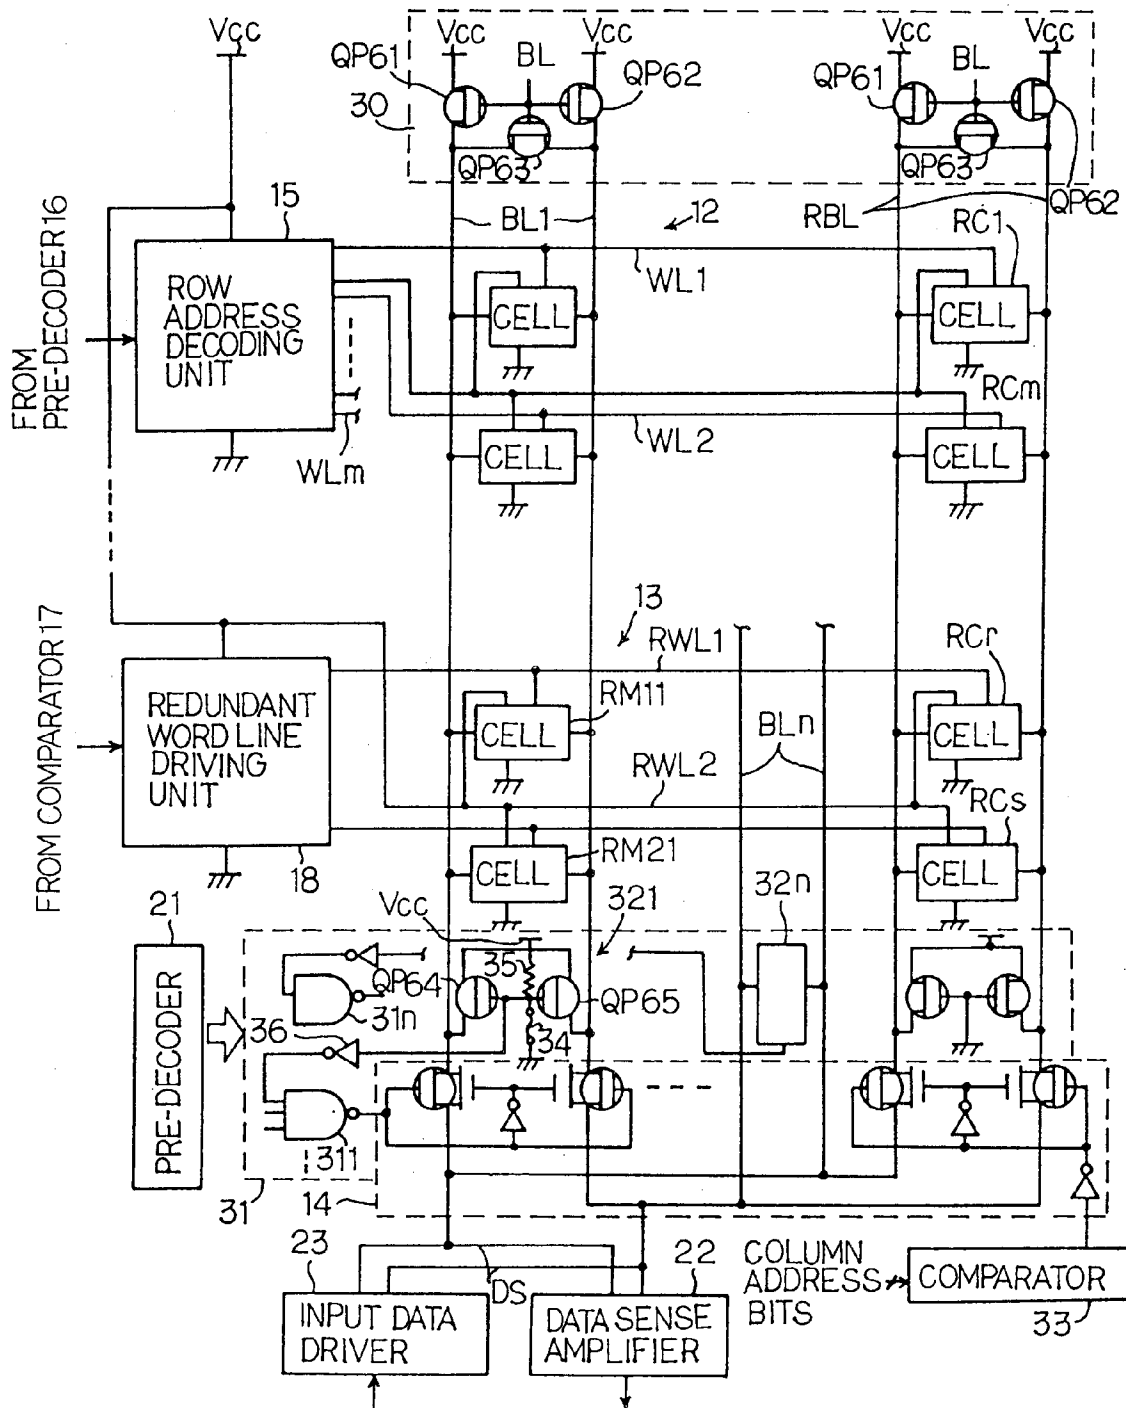 Vcc
Vcc
Vcc
Vcc
Vcc
QP61
BL
QP62
QP61
BL
30
QP63
QP63
QP62
15
BL1
12
RBL
RC1
FROM PRE-DECODER16
ROW ADDRESS DECODING UNIT
WL1
CELL
CELL
RCm
WLm
WL2
CELL
CELL
13
RWL1
RCr
FROM COMPARATOR17
REDUNDANT WORD LINE DRIVING UNIT
RM11
CELL
BLn
CELL
RWL2
RCs
18
RM21
CELL
CELL
21
Vcc
321
32n
PRE-DECODER
QP64
35
QP65
31n
36
34
311
31
14
23
DS
22
COLUMN ADDRESS BITS
COMPARATOR
33
INPUT DATA DRIVER
DATA SENSE AMPLIFIER